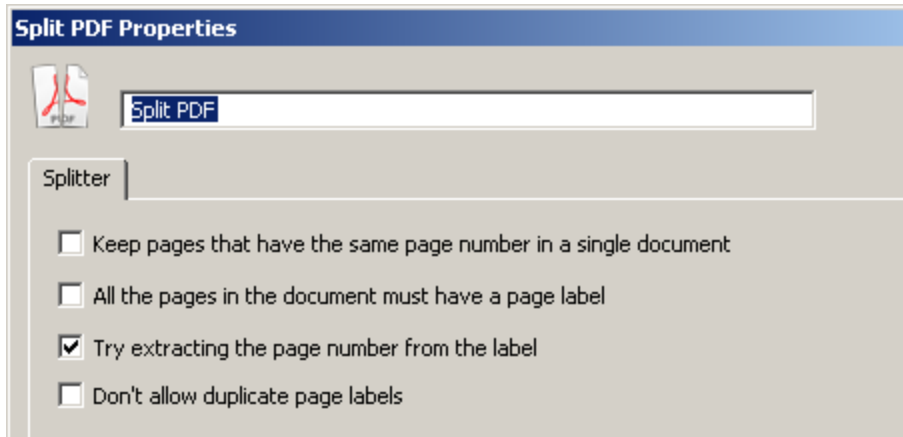 Split PDF Properties
PDF
Split PDF
Splitter
Keep pages that have the same page number in a single document
All the pages in the document must have a page label
Try extracting the page number from the label
Don't allow duplicate page labels